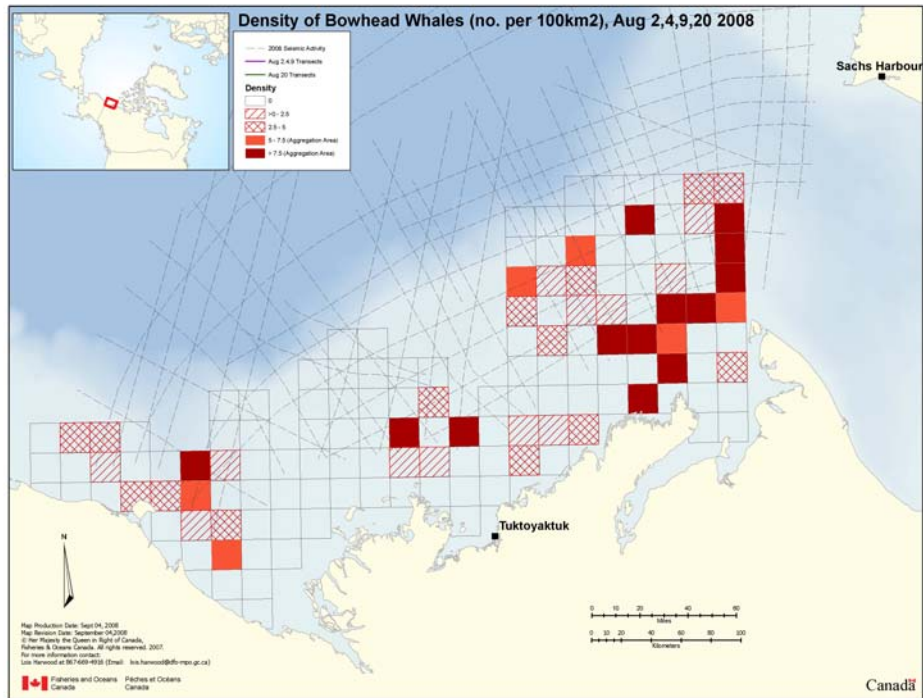 Density of Bowhead Whales (no. per 100km2), Aug 2,4,9,20 2008
2008 Seismic Activity
Aug 2,4,9 Transects
Aug 20 Transects
Density
0
>0 - 2.5
2.5 - 5
5 - 7.5 (Aggregation Area)
> 7.5 (Aggregation Area)
Sachs Harbour
Tuktoyaktuk
N
0 10 20 40 60
Miles
0 10 20 40 60 80 100
Kilometers
Map Production Date: Sept 04, 2008
Map Revision Date: September 04,2008
© Her Majesty the Queen in Right of Canada,
Fisheries & Oceans Canada. All rights reserved. 2007.
For more information contact:
Lois Harwood at 867-669-4916 (Email: lois.harwood@dfo-mpo.gc.ca)
Fisheries and Oceans Pêches et Océans
Canada Canada
Canada